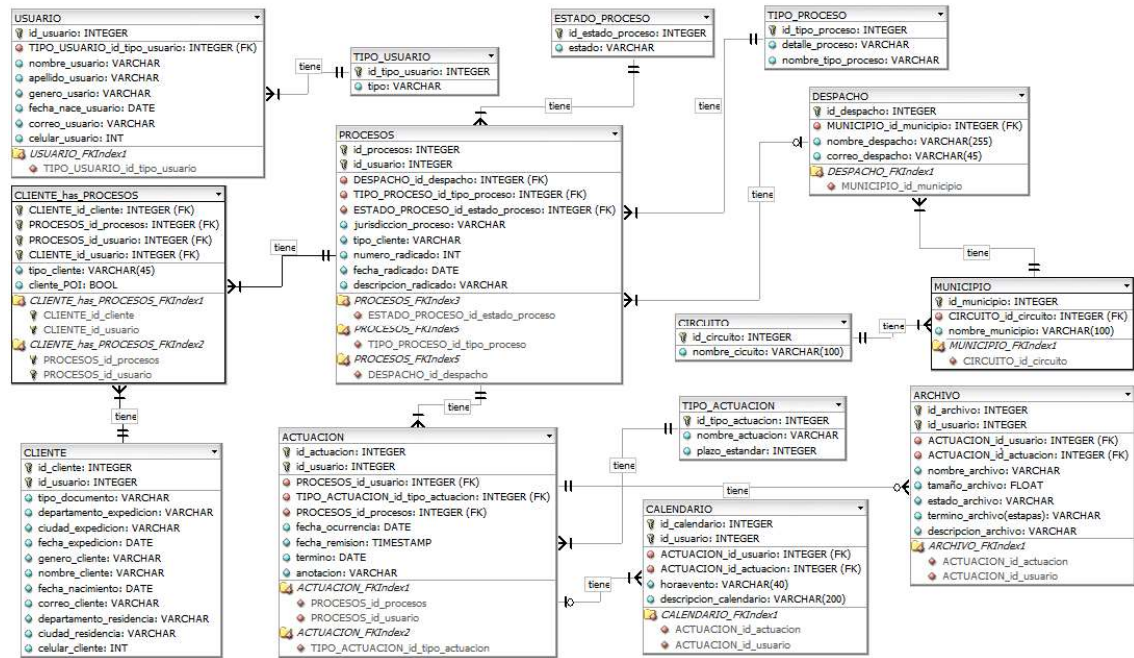 USUARIO
id_usuario: INTEGER
TIPO_USUARIO_id_tipo_usuario: INTEGER (FK)
nombre_usuario: VARCHAR
apellido_usuario: VARCHAR
genero_usario: VARCHAR
fecha_nace_usuario: DATE
correo_usuario: VARCHAR
celular_usuario: INT
USUARIO_FKIndex1
TIPO_USUARIO_id_tipo_usuario
tiene
TIPO_USUARIO
id_tipo_usuario: INTEGER
tipo: VARCHAR
ESTADO_PROCESO
id_estado_proceso: INTEGER
estado: VARCHAR
tiene
TIPO_PROCESO
id_tipo_proceso: INTEGER
detalle_proceso: VARCHAR
nombre_tipo_proceso: VARCHAR
tiene
DESPACHO
id_despacho: INTEGER
MUNICIPIO_id_municipio: INTEGER (FK)
nombre_despacho: VARCHAR(255)
correo_despacho: VARCHAR(45)
DESPACHO_FKIndex1
MUNICIPIO_id_municipio
tiene
PROCESOS
id_procesos: INTEGER
id_usuario: INTEGER
DESPACHO_id_despacho: INTEGER (FK)
TIPO_PROCESO_id_tipo_proceso: INTEGER (FK)
ESTADO_PROCESO_id_estado_proceso: INTEGER (FK)
jurisdiccion_proceso: VARCHAR
tipo_cliente: VARCHAR
numero_radicado: INT
fecha_radicado: DATE
descripcion_radicado: VARCHAR
PROCESOS_FKIndex3
ESTADO_PROCESO_id_estado_proceso
PROCESOS_FKIndex5
TIPO_PROCESO_id_tipo_proceso
PROCESOS_FKIndex5
DESPACHO_id_despacho
CLIENTE_has_PROCESOS
CLIENTE_id_cliente: INTEGER (FK)
PROCESOS_id_procesos: INTEGER (FK)
PROCESOS_id_usuario: INTEGER (FK)
CLIENTE_id_usuario: INTEGER (FK)
tipo_cliente: VARCHAR(45)
cliente_POI: BOOL
CLIENTE_has_PROCESOS_FKIndex1
CLIENTE_id_cliente
CLIENTE_id_usuario
CLIENTE_has_PROCESOS_FKIndex2
PROCESOS_id_procesos
PROCESOS_id_usuario
tiene
tiene
MUNICIPIO
id_municipio: INTEGER
CIRCUITO_id_circuito: INTEGER (FK)
nombre_municipio: VARCHAR(100)
MUNICIPIO_FKIndex1
CIRCUITO_id_circuito
CIRCUITO
id_circuito: INTEGER
nombre_cicuito: VARCHAR(100)
tiene
tiene
tiene
CLIENTE
id_cliente: INTEGER
id_usuario: INTEGER
tipo_documento: VARCHAR
departamento_expedicion: VARCHAR
ciudad_expedicion: VARCHAR
fecha_expedicion: DATE
genero_cliente: VARCHAR
nombre_cliente: VARCHAR
fecha_nacimiento: DATE
correo_cliente: VARCHAR
departamento_residencia: VARCHAR
ciudad_residencia: VARCHAR
celular_cliente: INT
ACTUACION
id_actuacion: INTEGER
id_usuario: INTEGER
PROCESOS_id_usuario: INTEGER (FK)
TIPO_ACTUACION_id_tipo_actuacion: INTEGER (FK)
PROCESOS_id_procesos: INTEGER (FK)
fecha_ocurrencia: DATE
fecha_remision: TIMESTAMP
termino: DATE
anotacion: VARCHAR
ACTUACION_FKIndex1
PROCESOS_id_procesos
PROCESOS_id_usuario
ACTUACION_FKIndex2
TIPO_ACTUACION_id_tipo_actuacion
TIPO_ACTUACION
id_tipo_actuacion: INTEGER
nombre_actuacion: VARCHAR
plazo_estandar: INTEGER
tiene
tiene
tiene
CALENDARIO
id_calendario: INTEGER
id_usuario: INTEGER
ACTUACION_id_usuario: INTEGER (FK)
ACTUACION_id_actuacion: INTEGER (FK)
horaevento: VARCHAR(40)
descripcion_calendario: VARCHAR(200)
CALENDARIO_FKIndex1
ACTUACION_id_actuacion
ACTUACION_id_usuario
ARCHIVO
id_archivo: INTEGER
id_usuario: INTEGER
ACTUACION_id_usuario: INTEGER (FK)
ACTUACION_id_actuacion: INTEGER (FK)
nombre_archivo: VARCHAR
tamaño_archivo: FLOAT
estado_archivo: VARCHAR
termino_archivo(estapas): VARCHAR
descripcion_archivo: VARCHAR
ARCHIVO_FKIndex1
ACTUACION_id_actuacion
ACTUACION_id_usuario